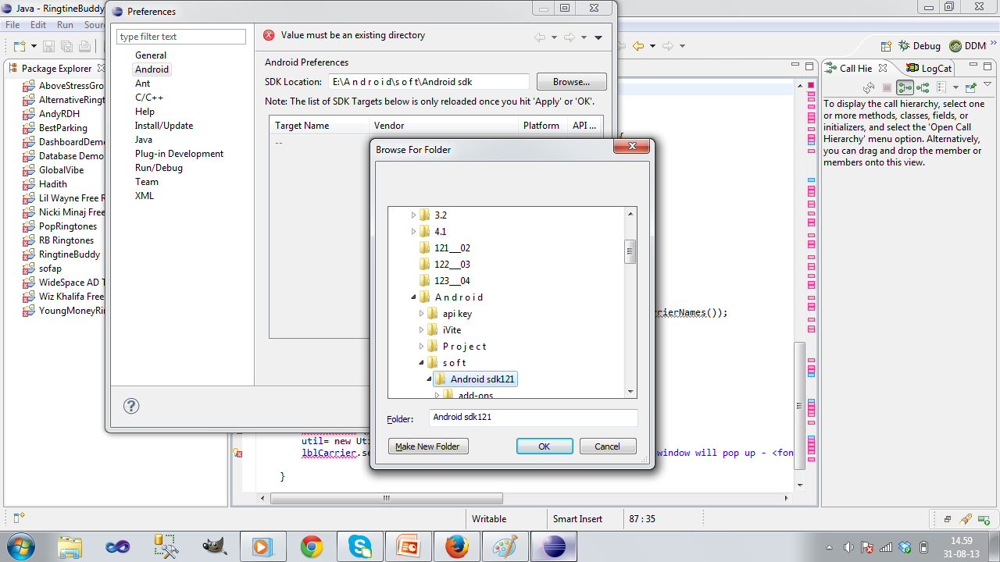 Java - RingtineBuddy
File Edit Run Sour
Preferences
type filter text
General
Android
Ant
C/C++
Help
Install/Update
Java
Plug-in Development
Run/Debug
Team
XML
Value must be an existing directory
Android Preferences
SDK Location: E:\A n d r o i d\s o f t\Android sdk Browse...
Note: The list of SDK Targets below is only reloaded once you hit 'Apply' or 'OK'.
Target Name Vendor Platform API ...
--
Browse For Folder
3.2
4.1
121___02
122___03
123___04
A n d r o i d
api key
iVite
P r o j e c t
s o f t
Android sdk121
add-ons
Folder: Android sdk121
Make New Folder OK Cancel
Package Explorer
AboveStressGro
AlternativeRingt
AndyRDH
BestParking
DashboardDemo
Database Demo
GlobalVibe
Hadith
Lil Wayne Free R
Nicki Minaj Free
PopRingtones
RB Ringtones
RingtineBuddy
sofap
WideSpace AD T
Wiz Khalifa Free
YoungMoneyRin
{
rrierNames());
util= new Uti
lblCarrier.se
window will pop up - <fon
}
Debug DDM
Call Hie LogCat
To display the call hierarchy, select one
or more methods, classes, fields, or
initializers, and select the 'Open Call
Hierarchy' menu option. Alternatively,
you can drag and drop the member or
members onto this view.
Writable Smart Insert 87 : 35
14.59
31-08-13